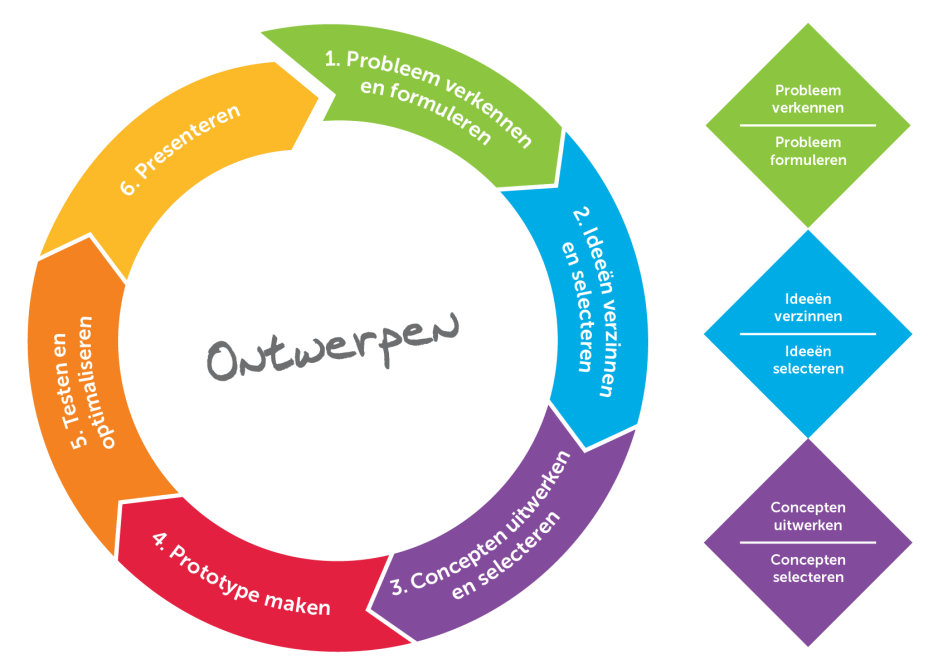 1. Probleem verkennen
en formuleren
2. Ideeën verzinnen
en selecteren
3. Concepten uitwerken
en selecteren
4. Prototype maken
5. Testen en
optimaliseren
6. Presenteren
Ontwerpen
Probleem
verkennen
Probleem
formuleren
Ideeën
verzinnen
Ideeën
selecteren
Concepten
uitwerken
Concepten
selecteren